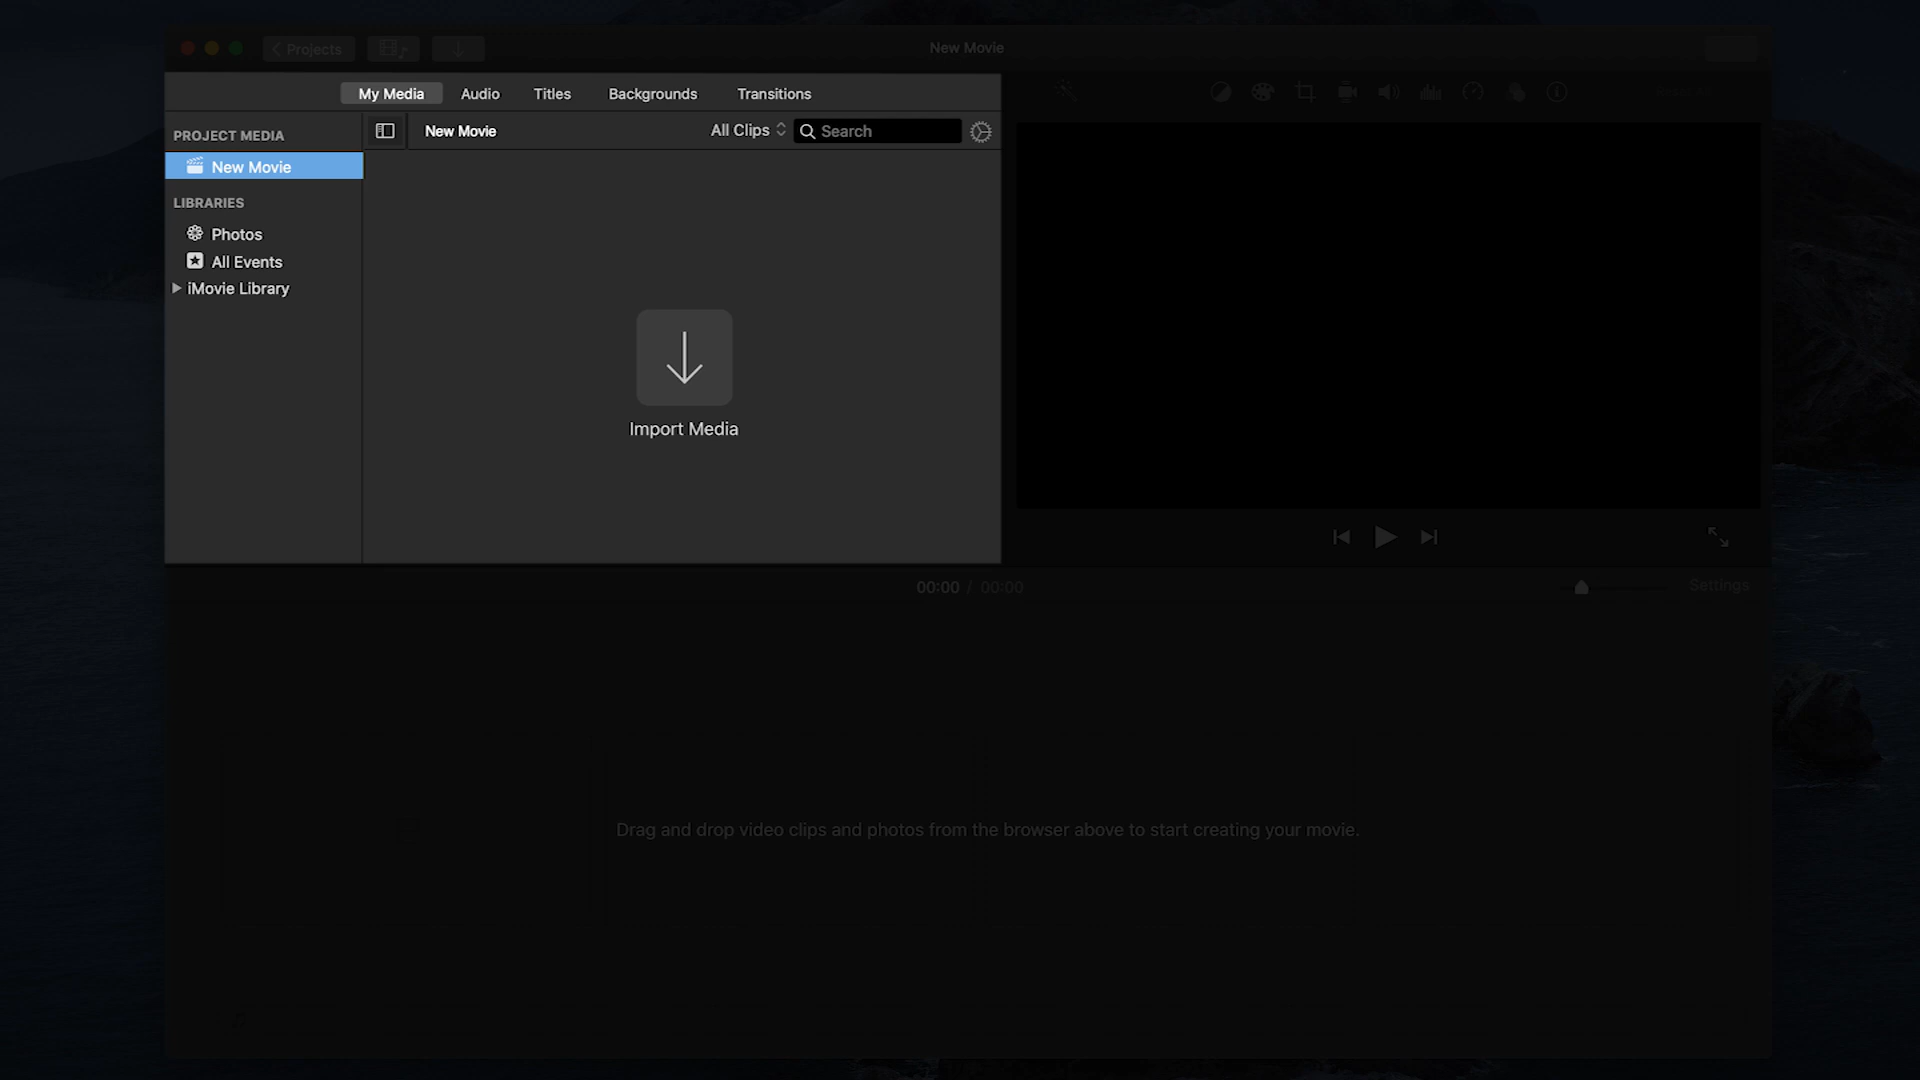 Projects
New Movie
My Media
Audio
Titles
Backgrounds
Transitions
PROJECT MEDIA
New Movie
All Clips
Search
New Movie
LIBRARIES
Photos
All Events
iMovie Library
Import Media
00:00 / 00:00
Settings
Drag and drop video clips and photos from the browser above to start creating your movie.